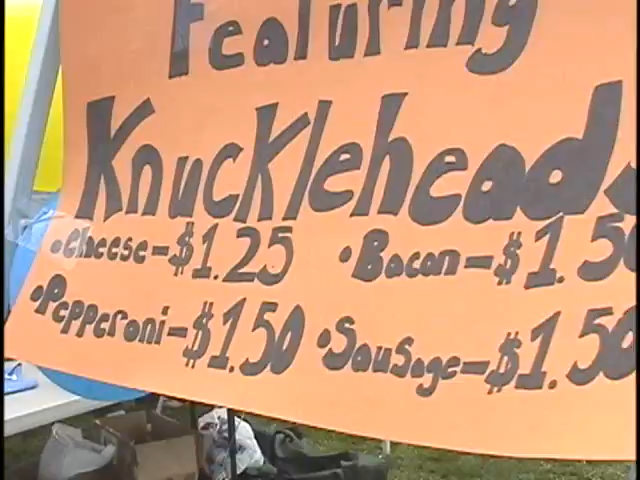 Featuring
Knuckleheads
•Cheese-$1.25 •Bacon-$1.50
•Pepperoni-$1.50 •Sausage-$1.50